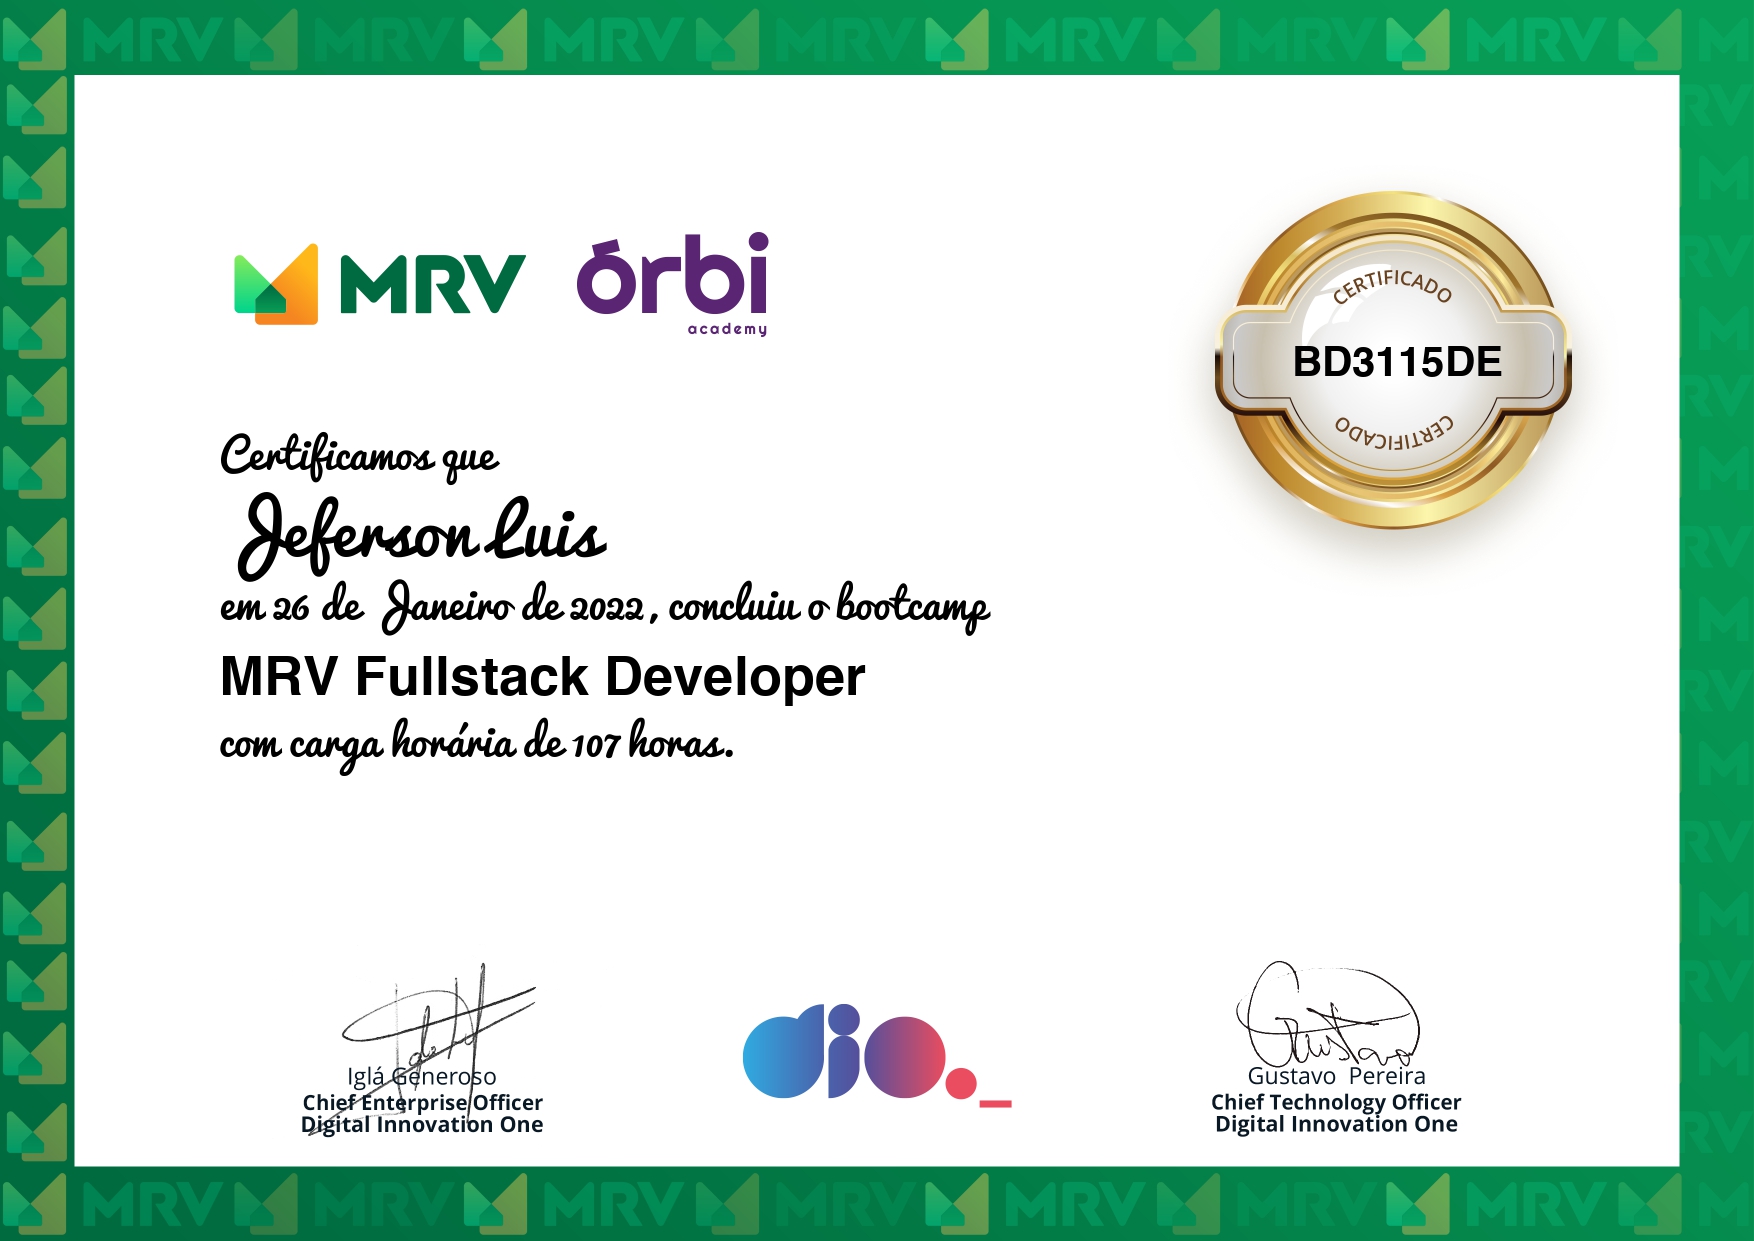 MRV órbi
academy
CERTIFICADO
BD3115DE
CERTIFICADO
Certificamos que
Jeferson Luis
em 26 de Janeiro de 2022, concluiu o bootcamp
MRV Fullstack Developer
com carga horária de 107 horas.
Iglá Generoso
Chief Enterprise Officer
Digital Innovation One
dio._
Gustavo
Gustavo Pereira
Chief Technology Officer
Digital Innovation One